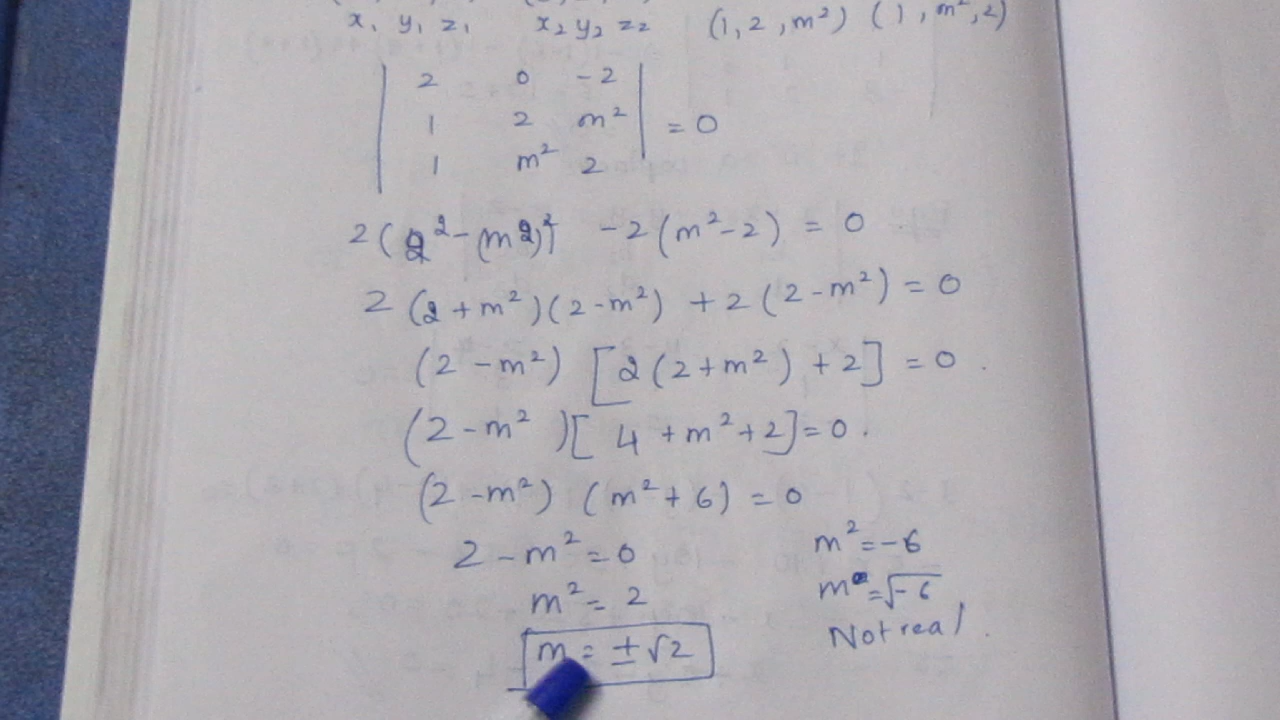 x₁ y₁ z₁ x₂ y₂ z₂ (1, 2, m²) (1, m², 2)
| 2 0 -2 |
| 1 2 m² | = 0
| 1 m² 2 |
2(2² - (m²)² - 2(m² - 2) = 0
2(2 + m²)(2 - m²) + 2(2 - m²) = 0
(2 - m²) [2(2 + m²) + 2] = 0.
(2 - m²)[4 + m² + 2] = 0.
(2 - m²) (m² + 6) = 0
2 - m² = 0 m² = -6
m² = 2 m = √-6
m = ± √2 Not real.